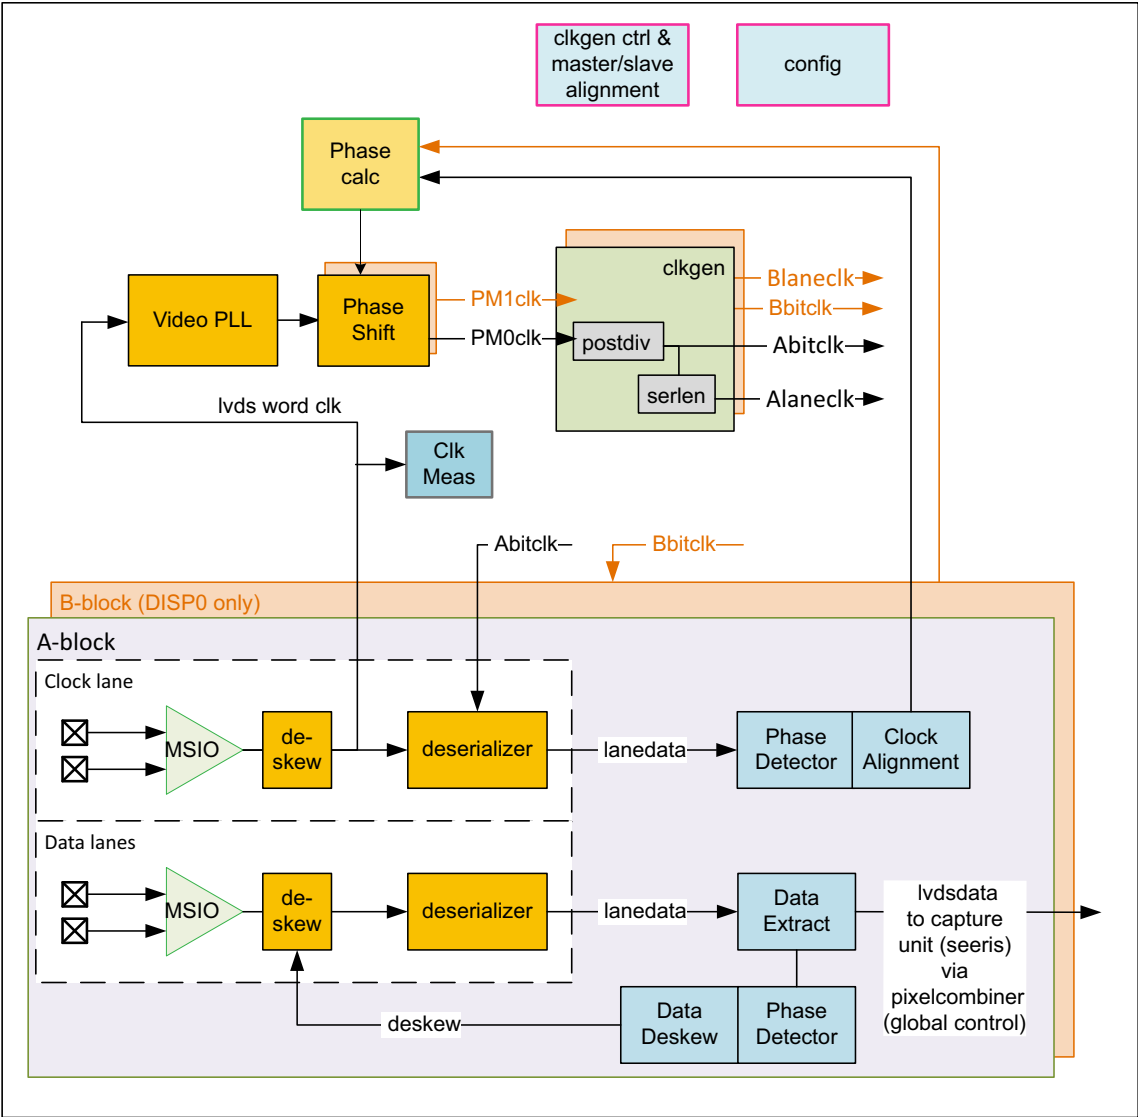 clkgen ctrl &
master/slave
alignment
config
Phase
calc
clkgen
Blaneclk
Bbitclk
Video PLL
Phase
Shift
PM1clk
PM0clk
postdiv
Abitclk
serlen
Alaneclk
lvds word clk
Clk
Meas
Abitclk
Bbitclk
B-block (DISP0 only)
A-block
Clock lane
MSIO
de-
skew
deserializer
lanedata
Phase
Detector
Clock
Alignment
Data lanes
MSIO
de-
skew
deserializer
lanedata
Data
Extract
lvdsdata
to capture
unit (seeris)
via
pixelcombiner
(global control)
deskew
Data
Deskew
Phase
Detector